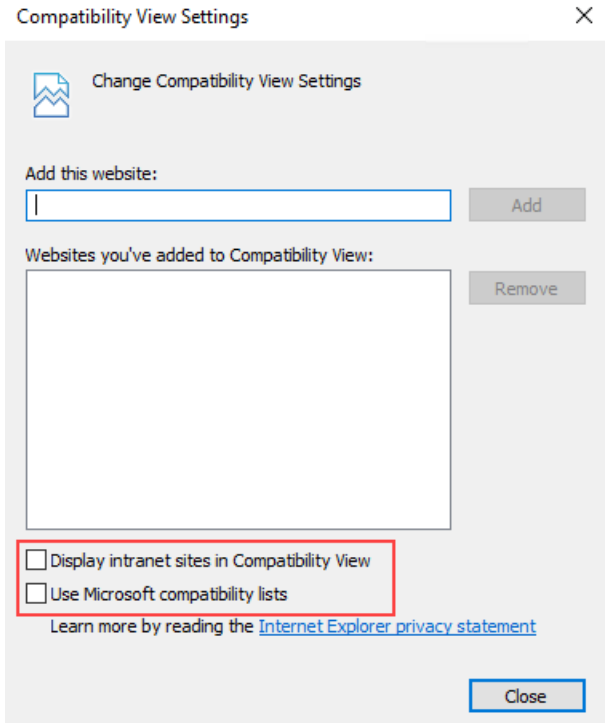 Compatibility View Settings
Change Compatibility View Settings
Add this website:
Add
Websites you've added to Compatibility View:
Remove
Display intranet sites in Compatibility View
Use Microsoft compatibility lists
Learn more by reading the Internet Explorer privacy statement
Close